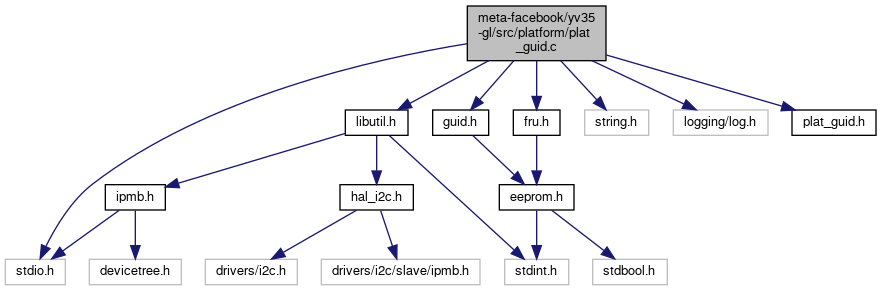 meta-facebook/yv35
-gl/src/platform/plat
_guid.c
libutil.h
guid.h
fru.h
string.h
logging/log.h
plat_guid.h
ipmb.h
hal_i2c.h
eeprom.h
stdio.h
devicetree.h
drivers/i2c.h
drivers/i2c/slave/ipmb.h
stdint.h
stdbool.h